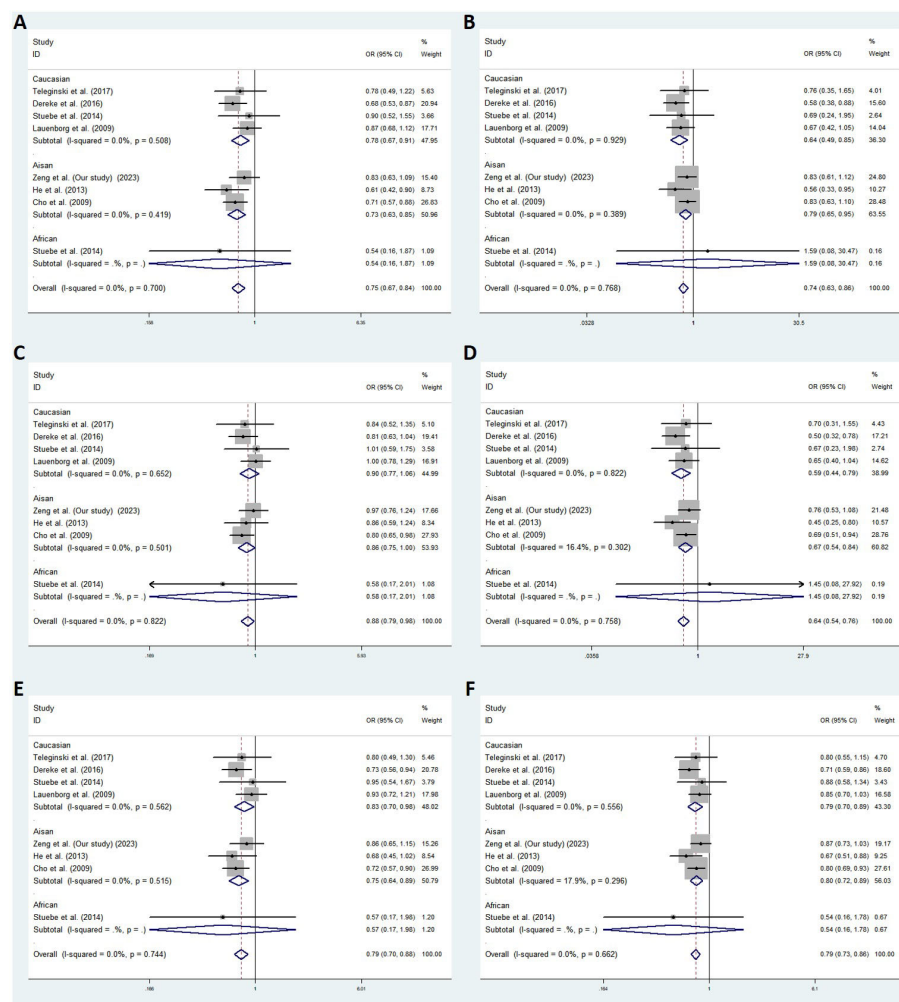 A
Study %
ID OR (95% CI) Weight
Caucasian
Teleginski et al. (2017) 0.78 (0.49, 1.22) 5.63
Dereke et al. (2016) 0.68 (0.53, 0.87) 20.94
Stuebe et al. (2014) 0.90 (0.52, 1.55) 3.66
Lauenborg et al. (2009) 0.87 (0.68, 1.12) 17.71
Subtotal (I-squared = 0.0%, p = 0.508) 0.78 (0.67, 0.91) 47.95
.
Aisan
Zeng et al. (Our study) (2023) 0.83 (0.63, 1.09) 15.40
He et al. (2013) 0.61 (0.42, 0.90) 8.73
Cho et al. (2009) 0.71 (0.57, 0.88) 26.83
Subtotal (I-squared = 0.0%, p = 0.419) 0.73 (0.63, 0.85) 50.96
.
African
Stuebe et al. (2014) 0.54 (0.16, 1.87) 1.09
Subtotal (I-squared = .%, p = .) 0.54 (0.16, 1.87) 1.09
.
Overall (I-squared = 0.0%, p = 0.700) 0.75 (0.67, 0.84) 100.00
1
B
Study %
ID OR (95% CI) Weight
Caucasian
Teleginski et al. (2017) 0.76 (0.35, 1.65) 4.01
Dereke et al. (2016) 0.58 (0.38, 0.88) 15.60
Stuebe et al. (2014) 0.69 (0.24, 1.95) 2.64
Lauenborg et al. (2009) 0.67 (0.42, 1.05) 14.04
Subtotal (I-squared = 0.0%, p = 0.929) 0.64 (0.49, 0.85) 36.30
.
Aisan
Zeng et al. (Our study) (2023) 0.83 (0.61, 1.12) 24.80
He et al. (2013) 0.56 (0.33, 0.95) 10.27
Cho et al. (2009) 0.83 (0.63, 1.10) 28.48
Subtotal (I-squared = 0.0%, p = 0.389) 0.79 (0.65, 0.95) 63.55
.
African
Stuebe et al. (2014) 1.59 (0.08, 30.47) 0.16
Subtotal (I-squared = .%, p = .) 1.59 (0.08, 30.47) 0.16
.
Overall (I-squared = 0.0%, p = 0.768) 0.74 (0.63, 0.86) 100.00
.0328 1 30.5
C
Study %
ID OR (95% CI) Weight
Caucasian
Teleginski et al. (2017) 0.84 (0.52, 1.35) 5.10
Dereke et al. (2016) 0.81 (0.63, 1.04) 19.41
Stuebe et al. (2014) 1.01 (0.59, 1.75) 3.58
Lauenborg et al. (2009) 1.00 (0.78, 1.29) 16.91
Subtotal (I-squared = 0.0%, p = 0.652) 0.90 (0.77, 1.06) 44.99
.
Aisan
Zeng et al. (Our study) (2023) 0.97 (0.76, 1.24) 17.66
He et al. (2013) 0.86 (0.59, 1.24) 8.34
Cho et al. (2009) 0.80 (0.65, 0.98) 27.93
Subtotal (I-squared = 0.0%, p = 0.501) 0.86 (0.75, 1.00) 53.93
.
African
Stuebe et al. (2014) 0.58 (0.17, 2.01) 1.08
Subtotal (I-squared = .%, p = .) 0.58 (0.17, 2.01) 1.08
.
Overall (I-squared = 0.0%, p = 0.822) 0.88 (0.79, 0.98) 100.00
1
D
Study %
ID OR (95% CI) Weight
Caucasian
Teleginski et al. (2017) 0.70 (0.31, 1.55) 4.43
Dereke et al. (2016) 0.50 (0.32, 0.78) 17.21
Stuebe et al. (2014) 0.67 (0.23, 1.98) 2.74
Lauenborg et al. (2009) 0.65 (0.40, 1.04) 14.62
Subtotal (I-squared = 0.0%, p = 0.822) 0.59 (0.44, 0.79) 38.99
.
Aisan
Zeng et al. (Our study) (2023) 0.76 (0.53, 1.08) 21.48
He et al. (2013) 0.45 (0.25, 0.80) 10.57
Cho et al. (2009) 0.69 (0.51, 0.94) 28.76
Subtotal (I-squared = 16.4%, p = 0.302) 0.67 (0.54, 0.84) 60.82
.
African
Stuebe et al. (2014) 1.45 (0.08, 27.92) 0.19
Subtotal (I-squared = .%, p = .) 1.45 (0.08, 27.92) 0.19
.
Overall (I-squared = 0.0%, p = 0.758) 0.64 (0.54, 0.76) 100.00
.0358 1 27.9
E
Study %
ID OR (95% CI) Weight
Caucasian
Teleginski et al. (2017) 0.80 (0.49, 1.30) 5.46
Dereke et al. (2016) 0.73 (0.56, 0.94) 20.78
Stuebe et al. (2014) 0.95 (0.54, 1.67) 3.79
Lauenborg et al. (2009) 0.93 (0.72, 1.21) 17.98
Subtotal (I-squared = 0.0%, p = 0.562) 0.83 (0.70, 0.98) 48.02
.
Aisan
Zeng et al. (Our study) (2023) 0.86 (0.65, 1.15) 15.26
He et al. (2013) 0.68 (0.45, 1.02) 8.54
Cho et al. (2009) 0.72 (0.57, 0.90) 26.99
Subtotal (I-squared = 0.0%, p = 0.515) 0.75 (0.64, 0.89) 50.79
.
African
Stuebe et al. (2014) 0.57 (0.17, 1.98) 1.20
Subtotal (I-squared = .%, p = .) 0.57 (0.17, 1.98) 1.20
.
Overall (I-squared = 0.0%, p = 0.744) 0.79 (0.70, 0.88) 100.00
1 6.01
F
Study %
ID OR (95% CI) Weight
Caucasian
Teleginski et al. (2017) 0.80 (0.55, 1.15) 4.70
Dereke et al. (2016) 0.71 (0.59, 0.86) 18.60
Stuebe et al. (2014) 0.88 (0.58, 1.34) 3.43
Lauenborg et al. (2009) 0.85 (0.70, 1.03) 16.58
Subtotal (I-squared = 0.0%, p = 0.556) 0.79 (0.70, 0.89) 43.30
.
Aisan
Zeng et al. (Our study) (2023) 0.87 (0.73, 1.03) 19.17
He et al. (2013) 0.67 (0.51, 0.88) 9.25
Cho et al. (2009) 0.80 (0.69, 0.93) 27.61
Subtotal (I-squared = 17.9%, p = 0.296) 0.80 (0.72, 0.89) 56.03
.
African
Stuebe et al. (2014) 0.54 (0.16, 1.78) 0.67
Subtotal (I-squared = .%, p = .) 0.54 (0.16, 1.78) 0.67
.
Overall (I-squared = 0.0%, p = 0.662) 0.79 (0.73, 0.86) 100.00
.164 1 6.1